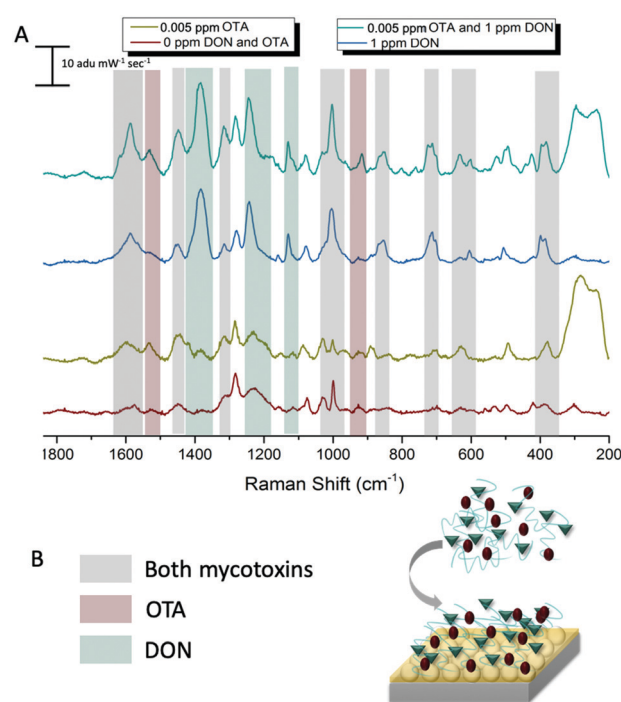 A
0.005 ppm OTA
0 ppm DON and OTA
0.005 ppm OTA and 1 ppm DON
1 ppm DON
10 adu mW⁻¹ sec⁻¹
1800 1600 1400 1200 1000 800 600 400 200
Raman Shift (cm⁻¹)
B
Both mycotoxins
OTA
DON